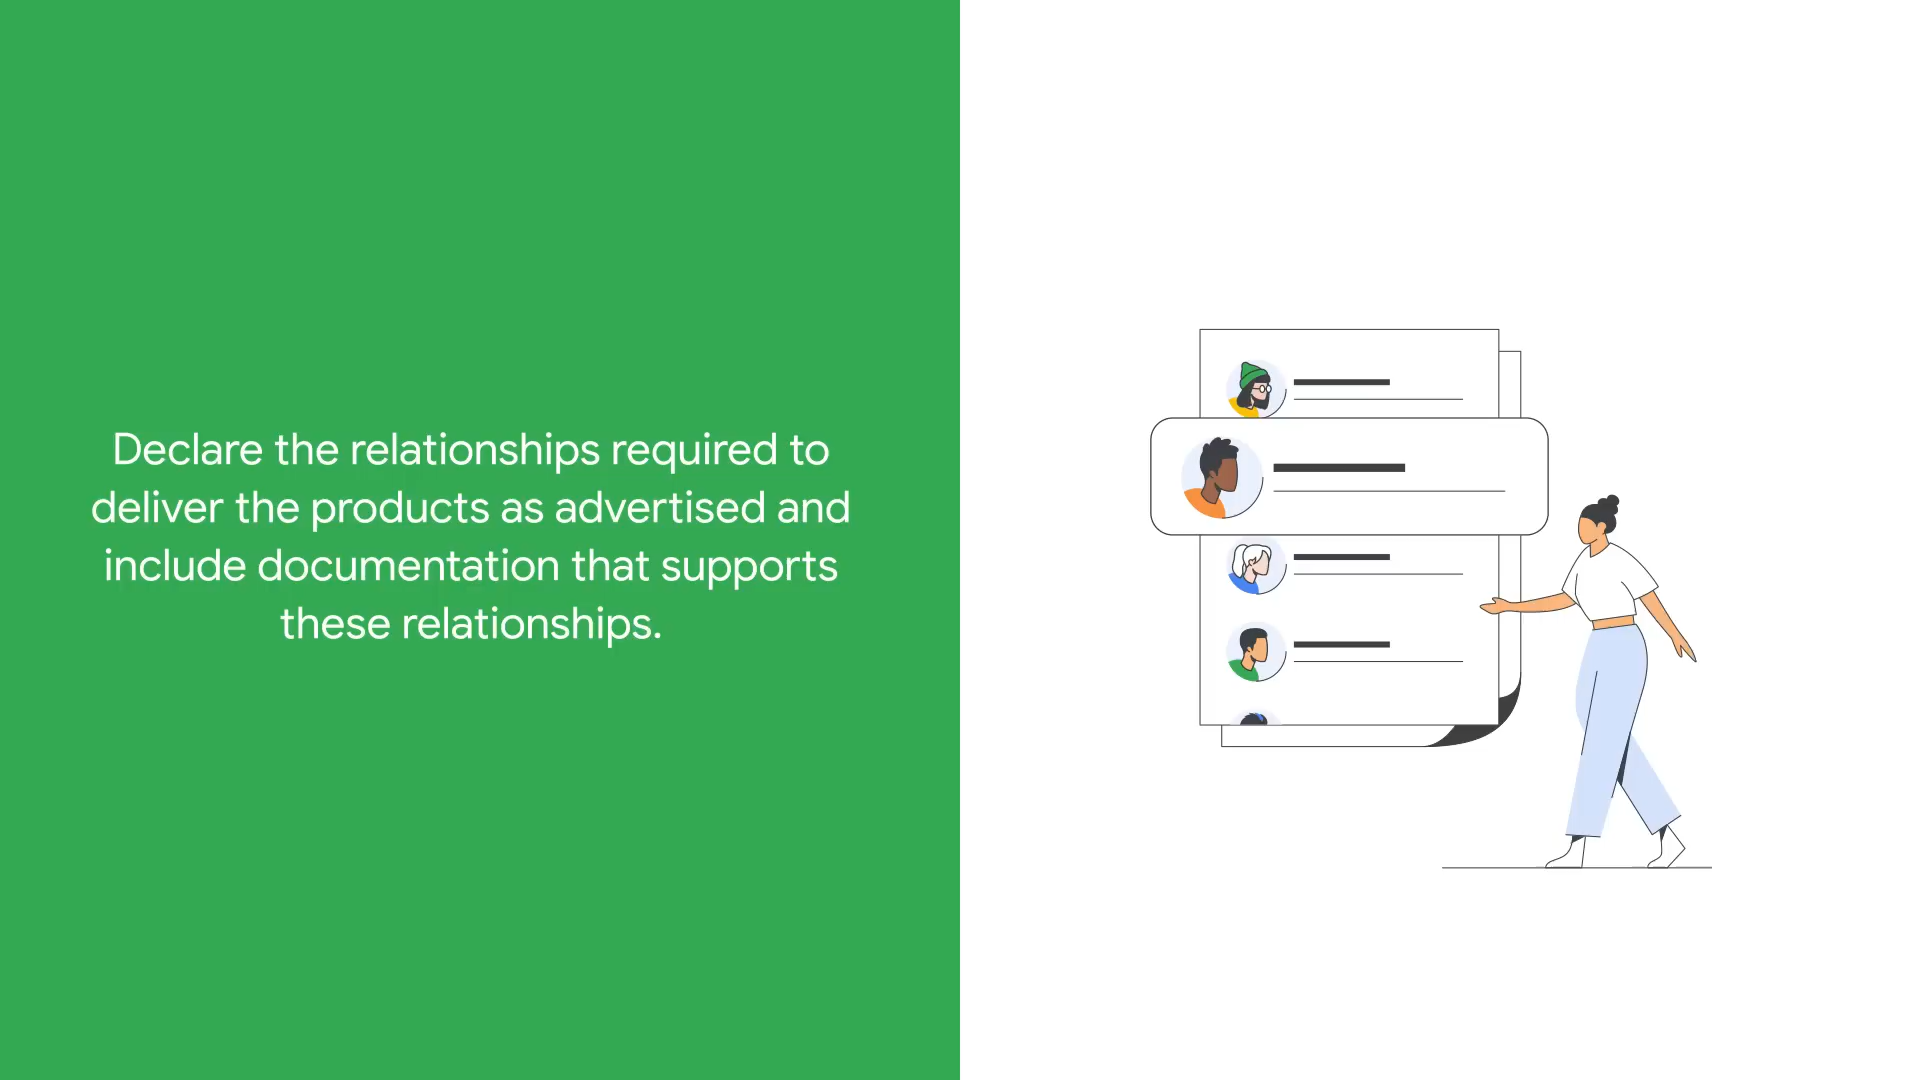 Declare the relationships required to
deliver the products as advertised and
include documentation that supports
these relationships.